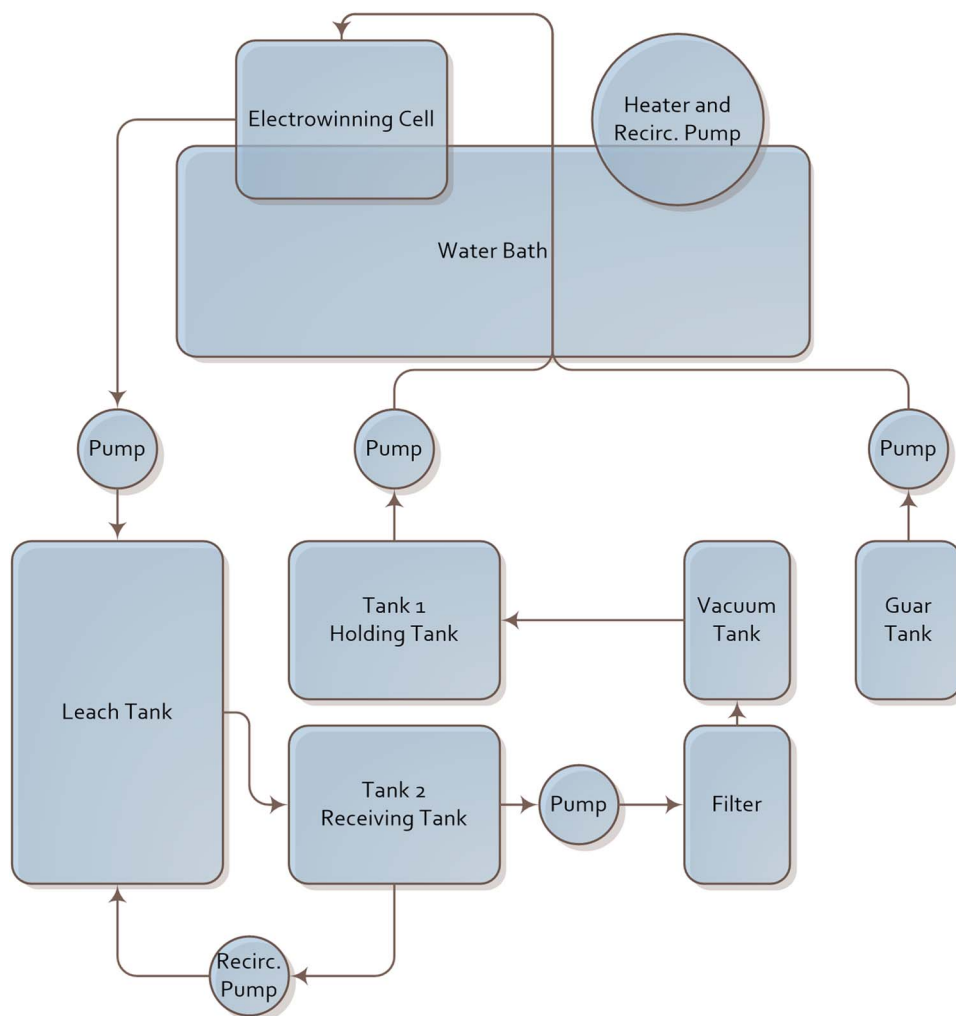 Electrowinning Cell
Heater and
Recirc. Pump
Water Bath
Pump
Pump
Pump
Tank 1
Holding Tank
Vacuum
Tank
Guar
Tank
Leach Tank
Tank 2
Receiving Tank
Pump
Filter
Recirc.
Pump